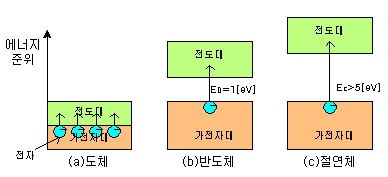 에너지
준위
전도대
가전자대
전자
(a)도체
전도대
ED=1[eV]
가전자대
(b)반도체
전도대
EC>5[eV]
가전자대
(c)절연체